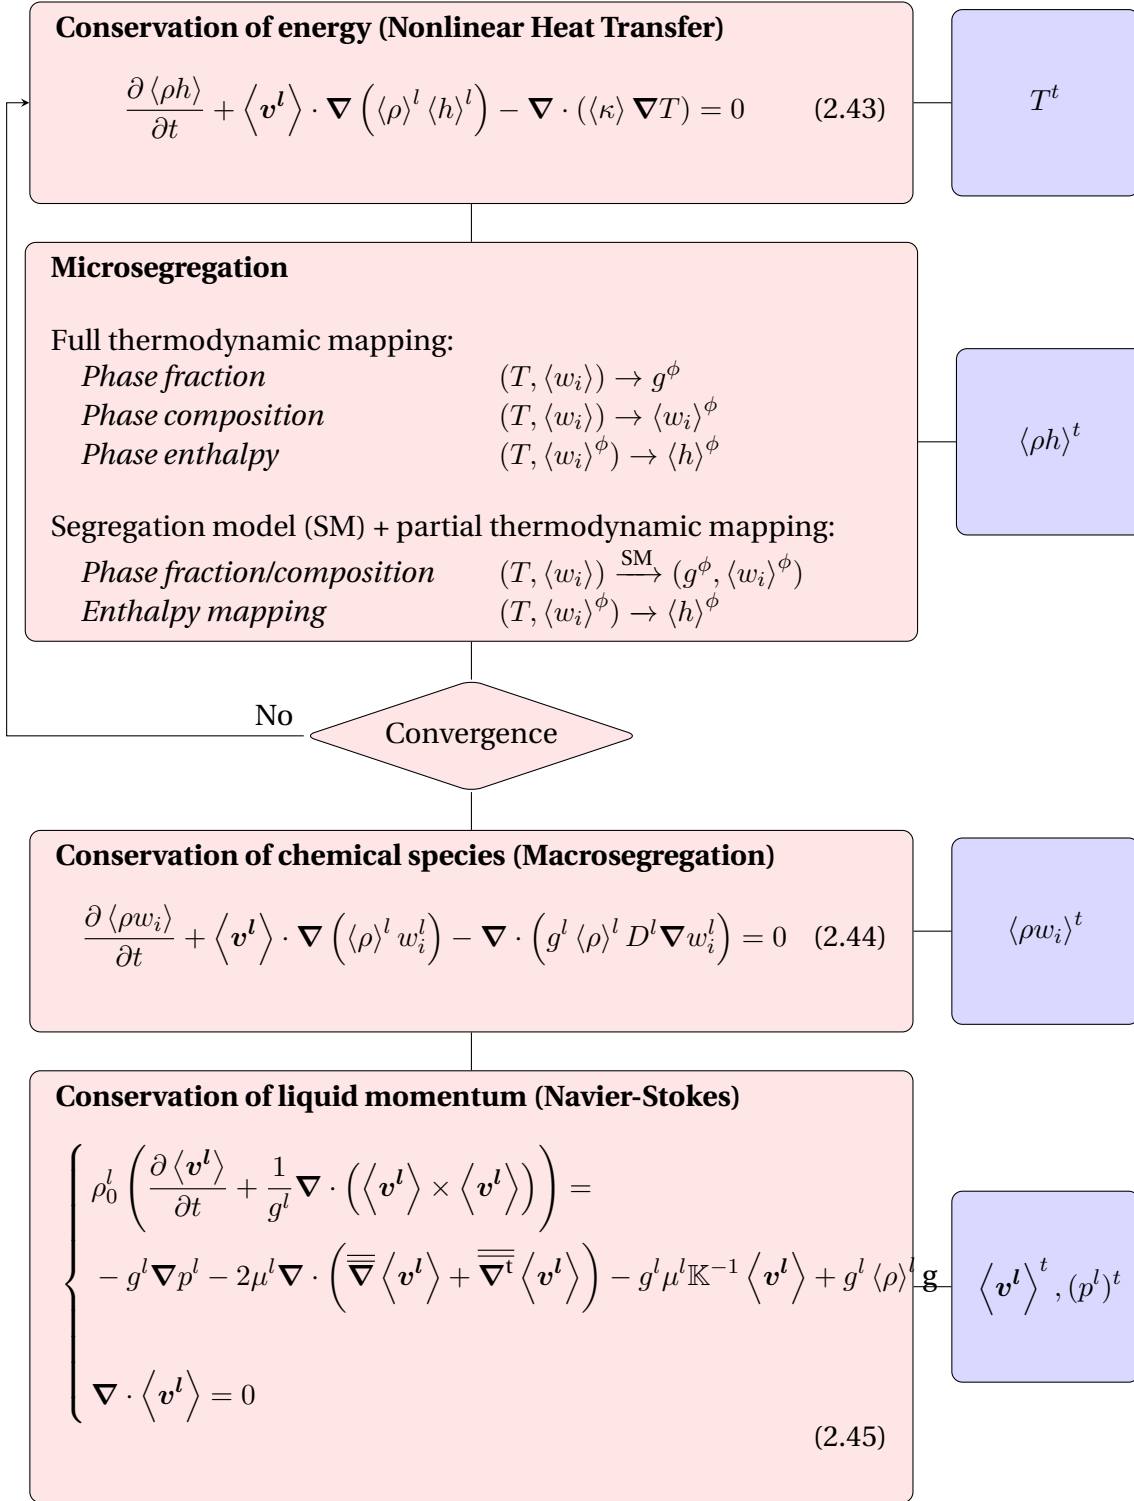 Conservation of energy (Nonlinear Heat Transfer)
∂⟨ρh⟩/∂t + ⟨v^l⟩ · ∇(⟨ρ⟩^l ⟨h⟩^l) − ∇ · (⟨κ⟩ ∇T) = 0 (2.43)
T^t
Microsegregation
Full thermodynamic mapping:
Phase fraction (T, ⟨w_i⟩) → g^ϕ
Phase composition (T, ⟨w_i⟩) → ⟨w_i⟩^ϕ
Phase enthalpy (T, ⟨w_i⟩^ϕ) → ⟨h⟩^ϕ
⟨ρh⟩^t
Segregation model (SM) + partial thermodynamic mapping:
Phase fraction/composition (T, ⟨w_i⟩) —SM→ (g^ϕ, ⟨w_i⟩^ϕ)
Enthalpy mapping (T, ⟨w_i⟩^ϕ) → ⟨h⟩^ϕ
No
Convergence
Conservation of chemical species (Macrosegregation)
∂⟨ρw_i⟩/∂t + ⟨v^l⟩ · ∇(⟨ρ⟩^l w_i^l) − ∇ · (g^l ⟨ρ⟩^l D^l ∇w_i^l) = 0 (2.44)
⟨ρw_i⟩^t
Conservation of liquid momentum (Navier-Stokes)
ρ_0^l (∂⟨v^l⟩/∂t + 1/g^l ∇ · (⟨v^l⟩ × ⟨v^l⟩)) =
− g^l ∇p^l − 2μ^l ∇ · (∇̿ ⟨v^l⟩ + ∇̿^t ⟨v^l⟩) − g^l μ^l 𝕂^−1 ⟨v^l⟩ + g^l ⟨ρ⟩^l g
⟨v^l⟩^t, (p^l)^t
∇ · ⟨v^l⟩ = 0
(2.45)